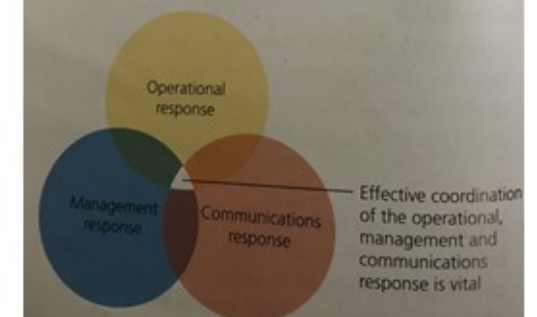 Operational
response
Management
response
Communications
response
Effective coordination
of the operational,
management and
communications
response is vital